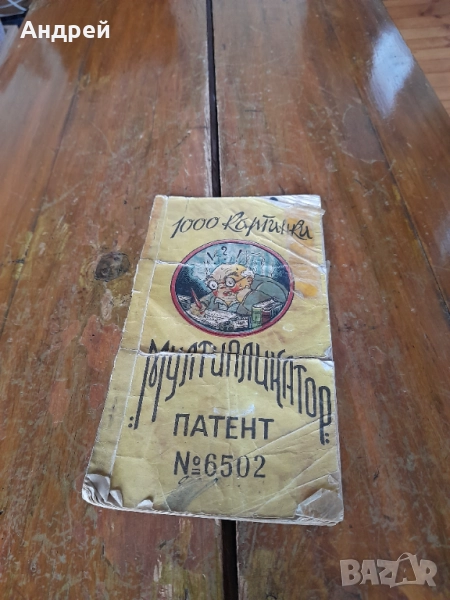 Андрей
1000 картинки
„Мултипликатор„
ПАТЕНТ
№6502
BAZAR